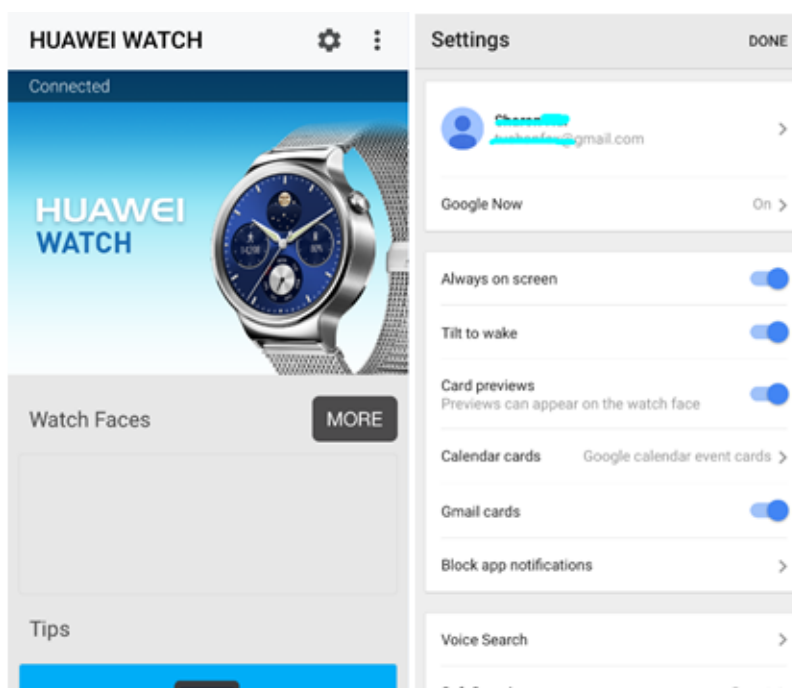 HUAWEI WATCH
Connected
HUAWEI
WATCH
Watch Faces
MORE
Tips
Settings
DONE
@gmail.com
Google Now
On
Always on screen
Tilt to wake
Card previews
Previews can appear on the watch face
Calendar cards
Google calendar event cards
Gmail cards
Block app notifications
Voice Search